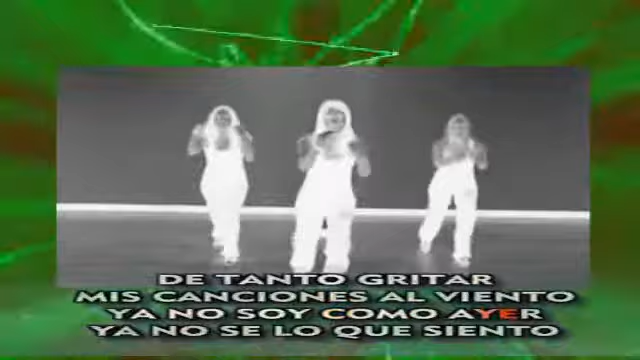 DE TANTO GRITAR
MIS CANCIONES AL VIENTO
YA NO SOY COMO AYER
YA NO SE LO QUE SIENTO